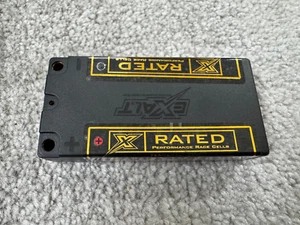 X RATED
PERFORMANCE RACE CELLS
EXALT
X RATED
PERFORMANCE RACE CELLS